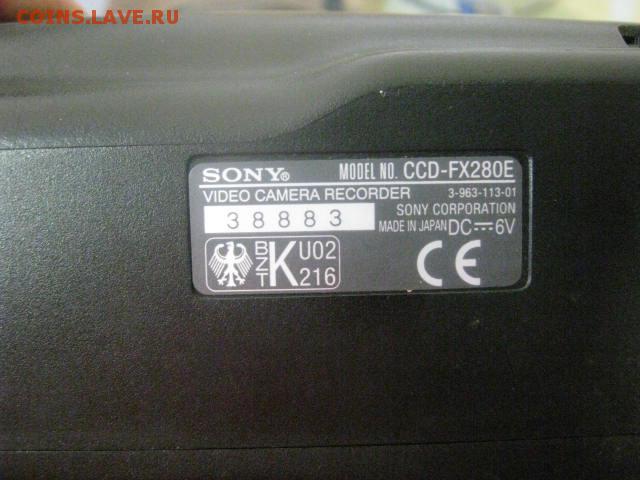 COINS.LAVE.RU
SONY® MODEL NO. CCD-FX280E
VIDEO CAMERA RECORDER 3-963-113-01
38883 SONY CORPORATION
MADE IN JAPAN DC⎓6V
BZT K U02 216 CE